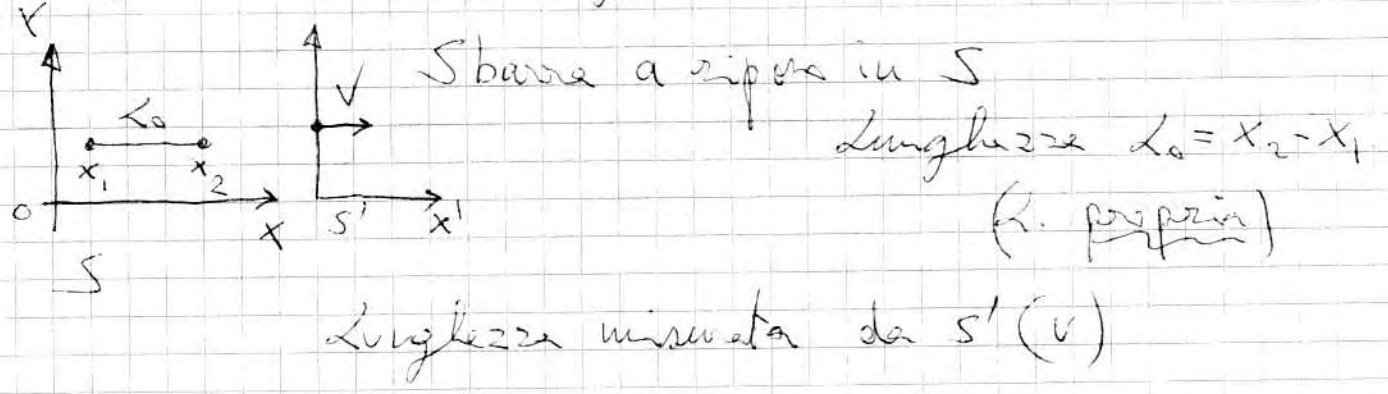 Y
L₀
x₁ x₂
O X
S
V
S' X'
Sbarra a riposo in S
Lunghezza L₀ = x₂ - x₁
(L. propria)
Lunghezza misurata da S' (v)